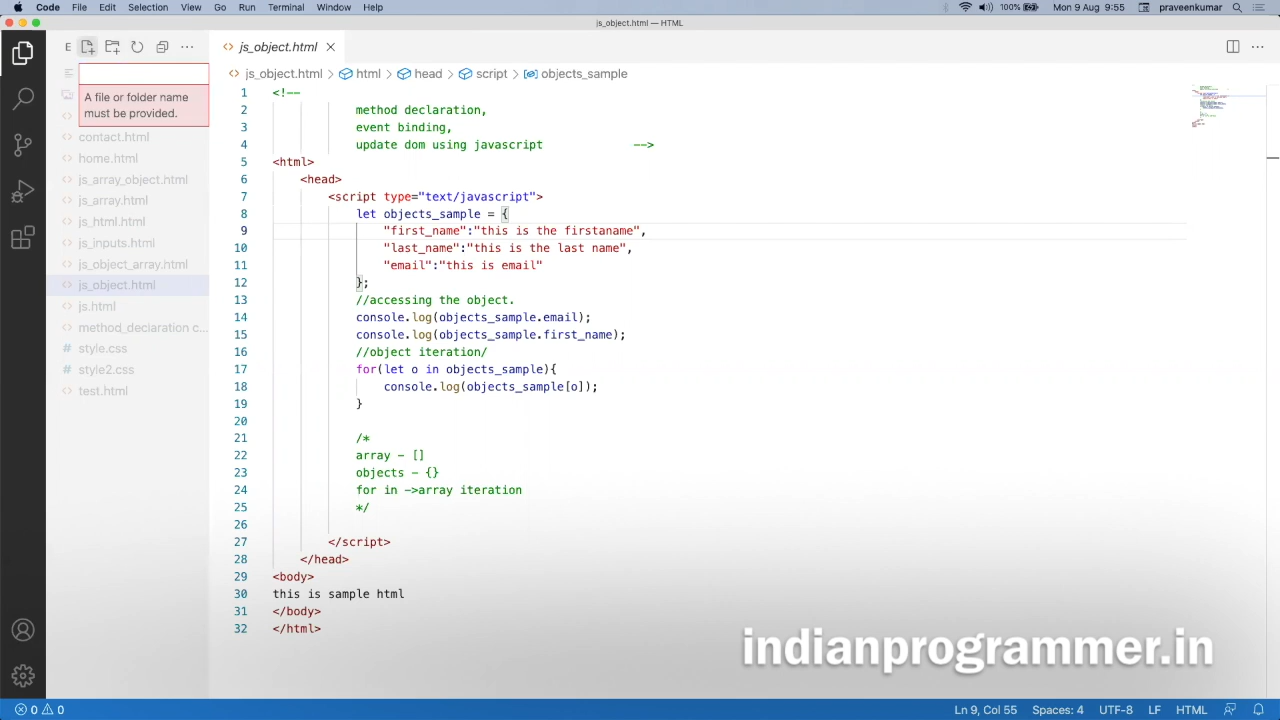 Code File Edit Selection View Go Run Terminal Window Help 100% Mon 9 Aug 9:55 praveenkumar
js_object.html — HTML
E
js_object.html
js_object.html > html > head > script > objects_sample
A file or folder name
must be provided.
contact.html
home.html
js_array_object.html
js_array.html
js_html.html
js_inputs.html
js_object_array.html
js_object.html
js.html
method_declaration c...
style.css
style2.css
test.html
1 <!--
2 method declaration,
3 event binding,
4 update dom using javascript -->
5 <html>
6 <head>
7 <script type="text/javascript">
8 let objects_sample = {
9 "first_name":"this is the firstaname",
10 "last_name":"this is the last name",
11 "email":"this is email"
12 };
13 //accessing the object.
14 console.log(objects_sample.email);
15 console.log(objects_sample.first_name);
16 //object iteration/
17 for(let o in objects_sample){
18 console.log(objects_sample[o]);
19 }
20
21 /*
22 array - []
23 objects - {}
24 for in ->array iteration
25 */
26
27 </script>
28 </head>
29 <body>
30 this is sample html
31 </body>
32 </html>
indianprogrammer.in
0 0 Ln 9, Col 55 Spaces: 4 UTF-8 LF HTML